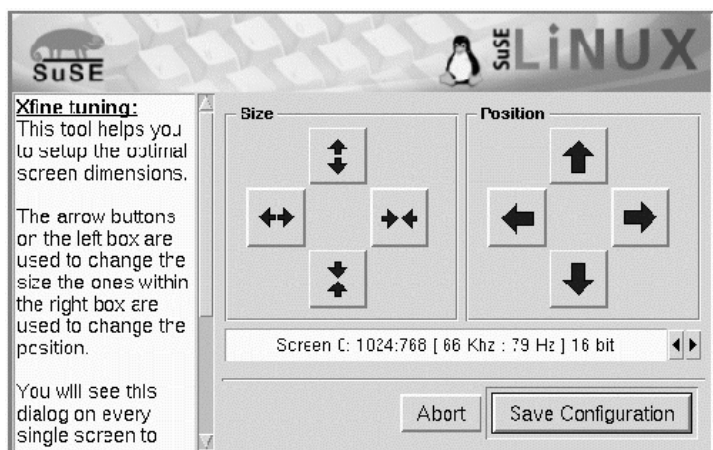 SuSE
SuSE LiNUX
Xfine tuning:
This tool helps you
to setup the optimal
screen dimensions.
The arrow buttons
on the left box are
used to change the
size the ones within
the right box are
used to change the
position.
You will see this
dialog on every
single screen to
Size
Position
Screen 0: 1024:768 [ 66 Khz : 79 Hz ] 16 bit
Abort
Save Configuration